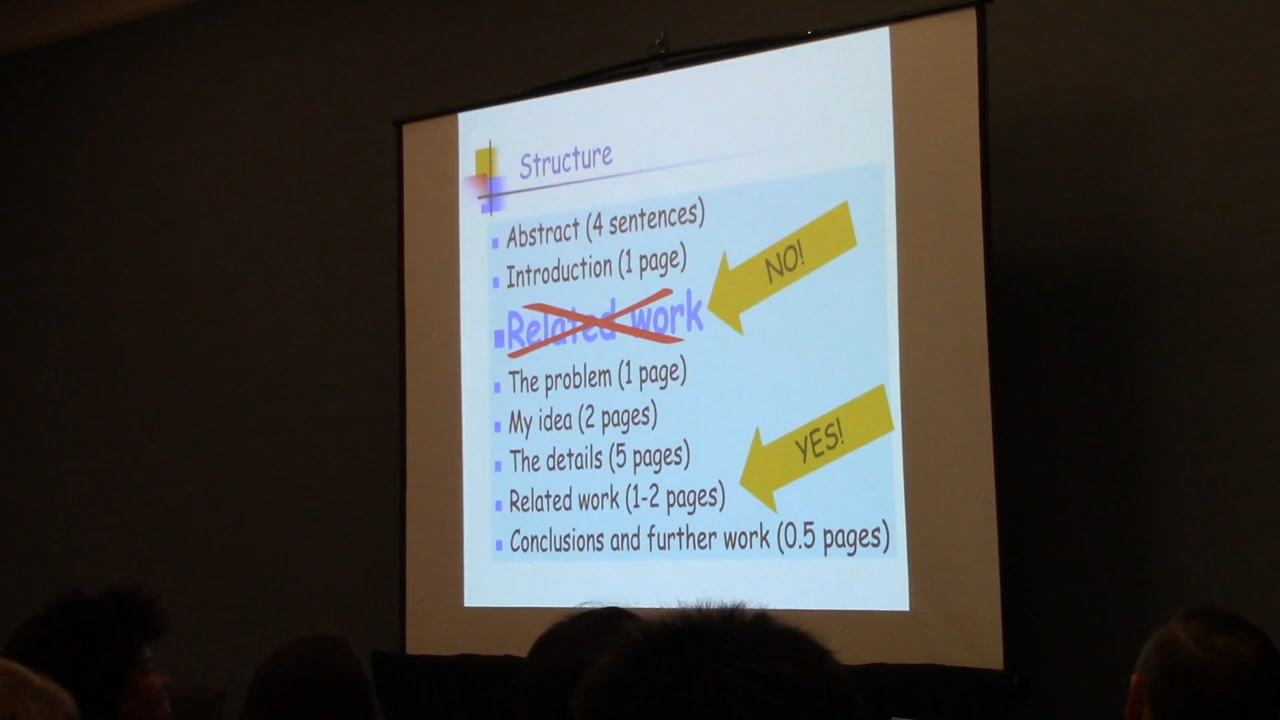 Structure
Abstract (4 sentences)
Introduction (1 page)
NO!
Related work
The problem (1 page)
My idea (2 pages)
YES!
The details (5 pages)
Related work (1-2 pages)
Conclusions and further work (0.5 pages)